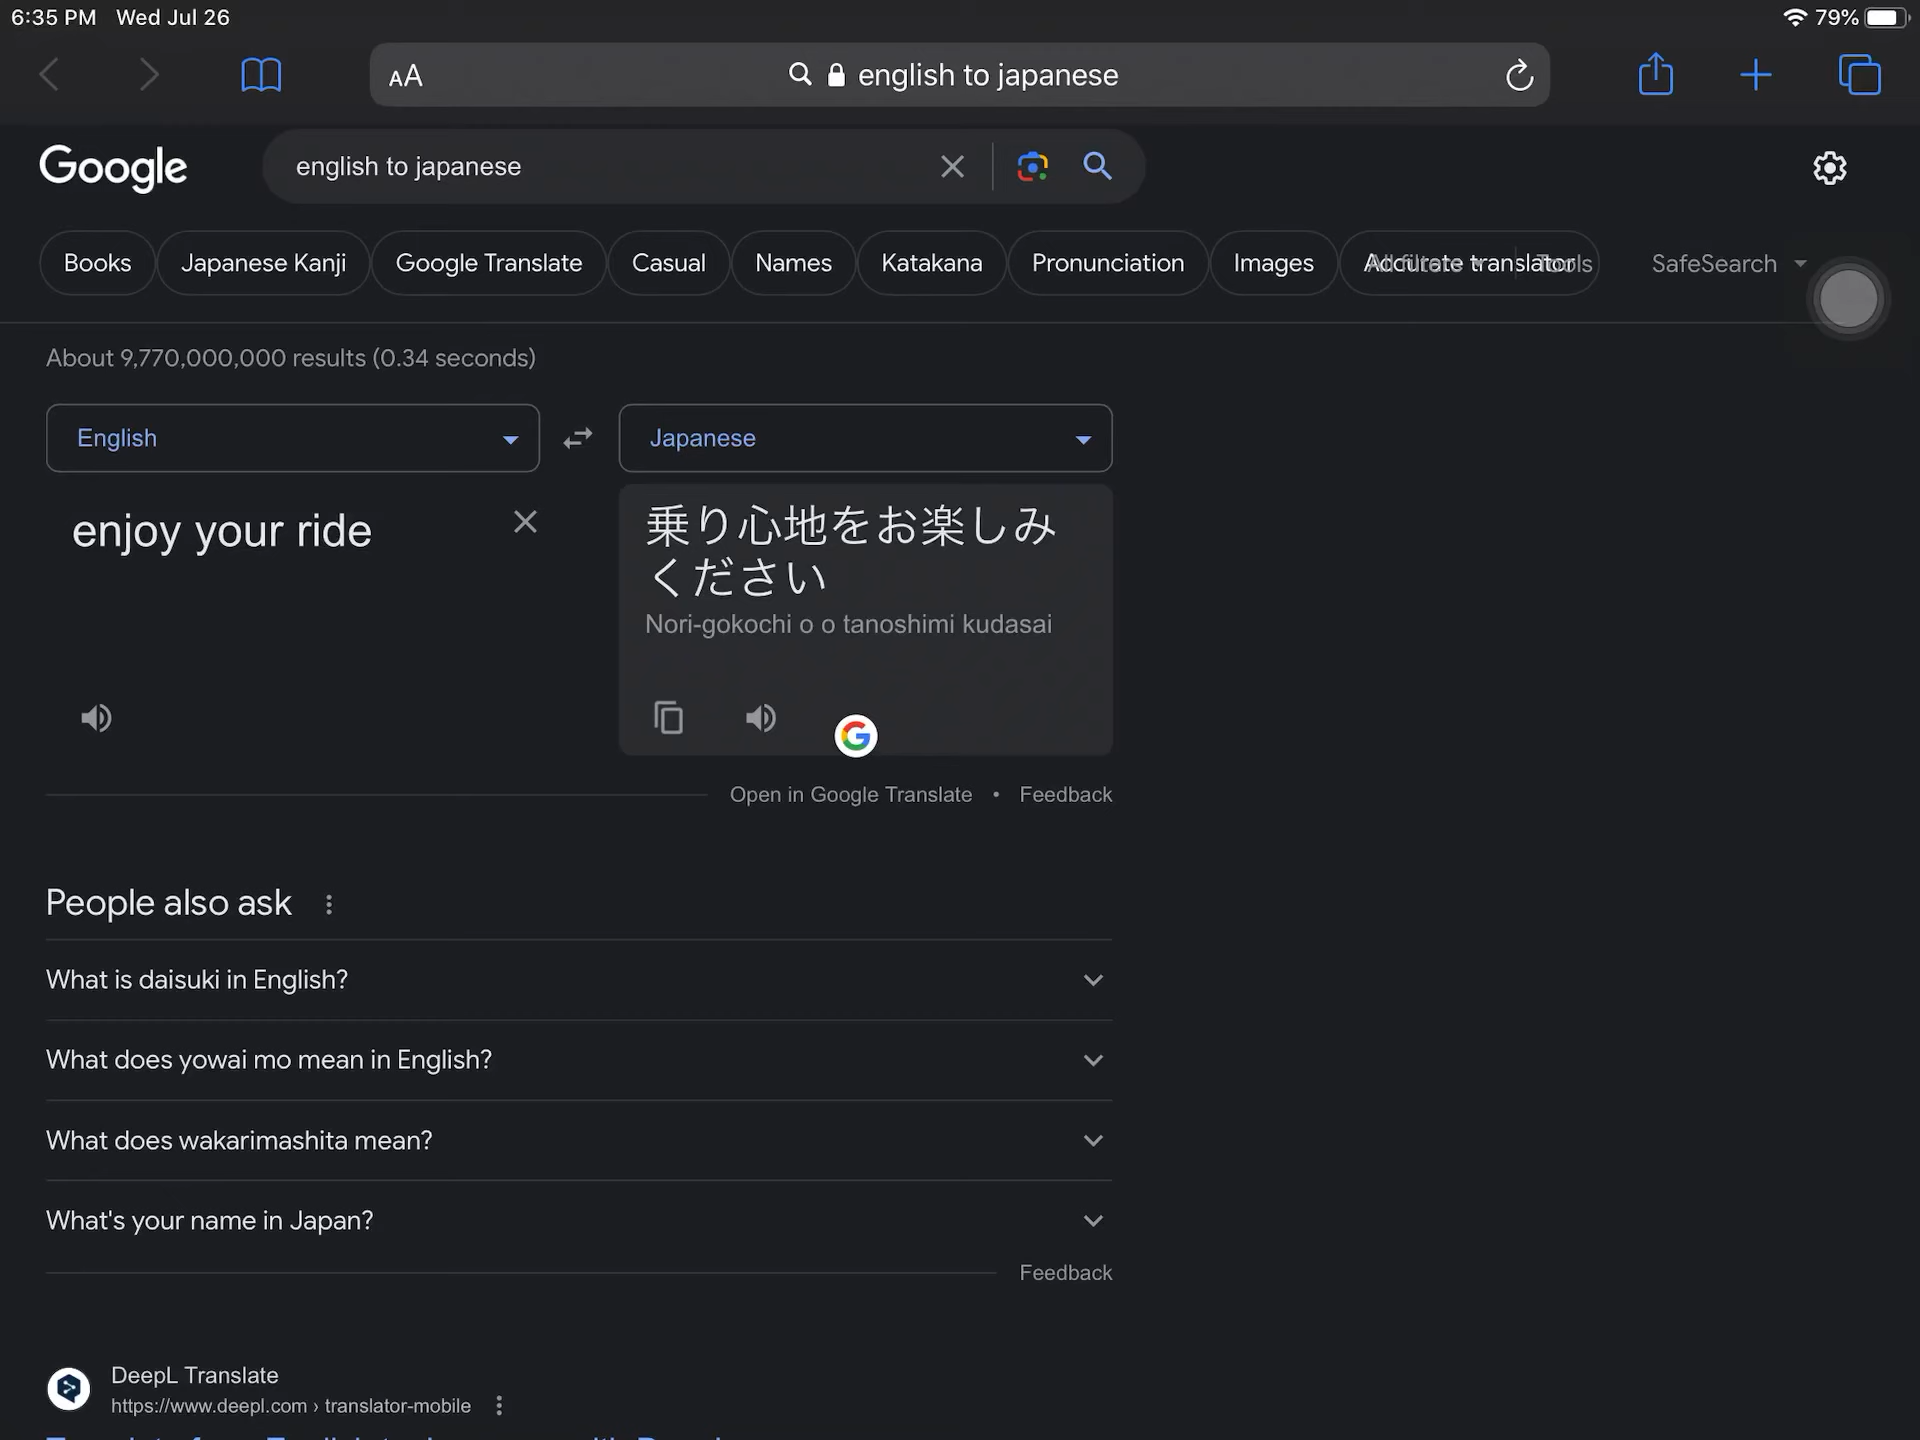 6:35 PM Wed Jul 26
79%
AA
english to japanese
Google
english to japanese
Books
Japanese Kanji
Google Translate
Casual
Names
Katakana
Pronunciation
Images
Accurate translator
All filters
Tools
SafeSearch
About 9,770,000,000 results (0.34 seconds)
English
Japanese
enjoy your ride
乗り心地をお楽しみ
ください
Nori-gokochi o o tanoshimi kudasai
G
Open in Google Translate • Feedback
People also ask
What is daisuki in English?
What does yowai mo mean in English?
What does wakarimashita mean?
What's your name in Japan?
Feedback
DeepL Translate
https://www.deepl.com › translator-mobile